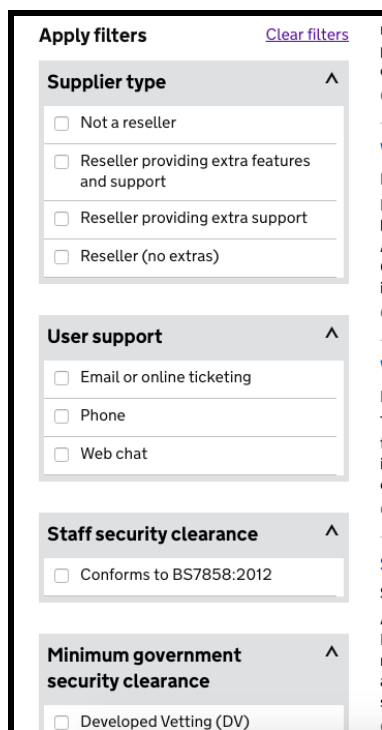 Apply filters
Clear filters
Supplier type
Not a reseller
Reseller providing extra features
and support
Reseller providing extra support
Reseller (no extras)
User support
Email or online ticketing
Phone
Web chat
Staff security clearance
Conforms to BS7858:2012
Minimum government
security clearance
Developed Vetting (DV)